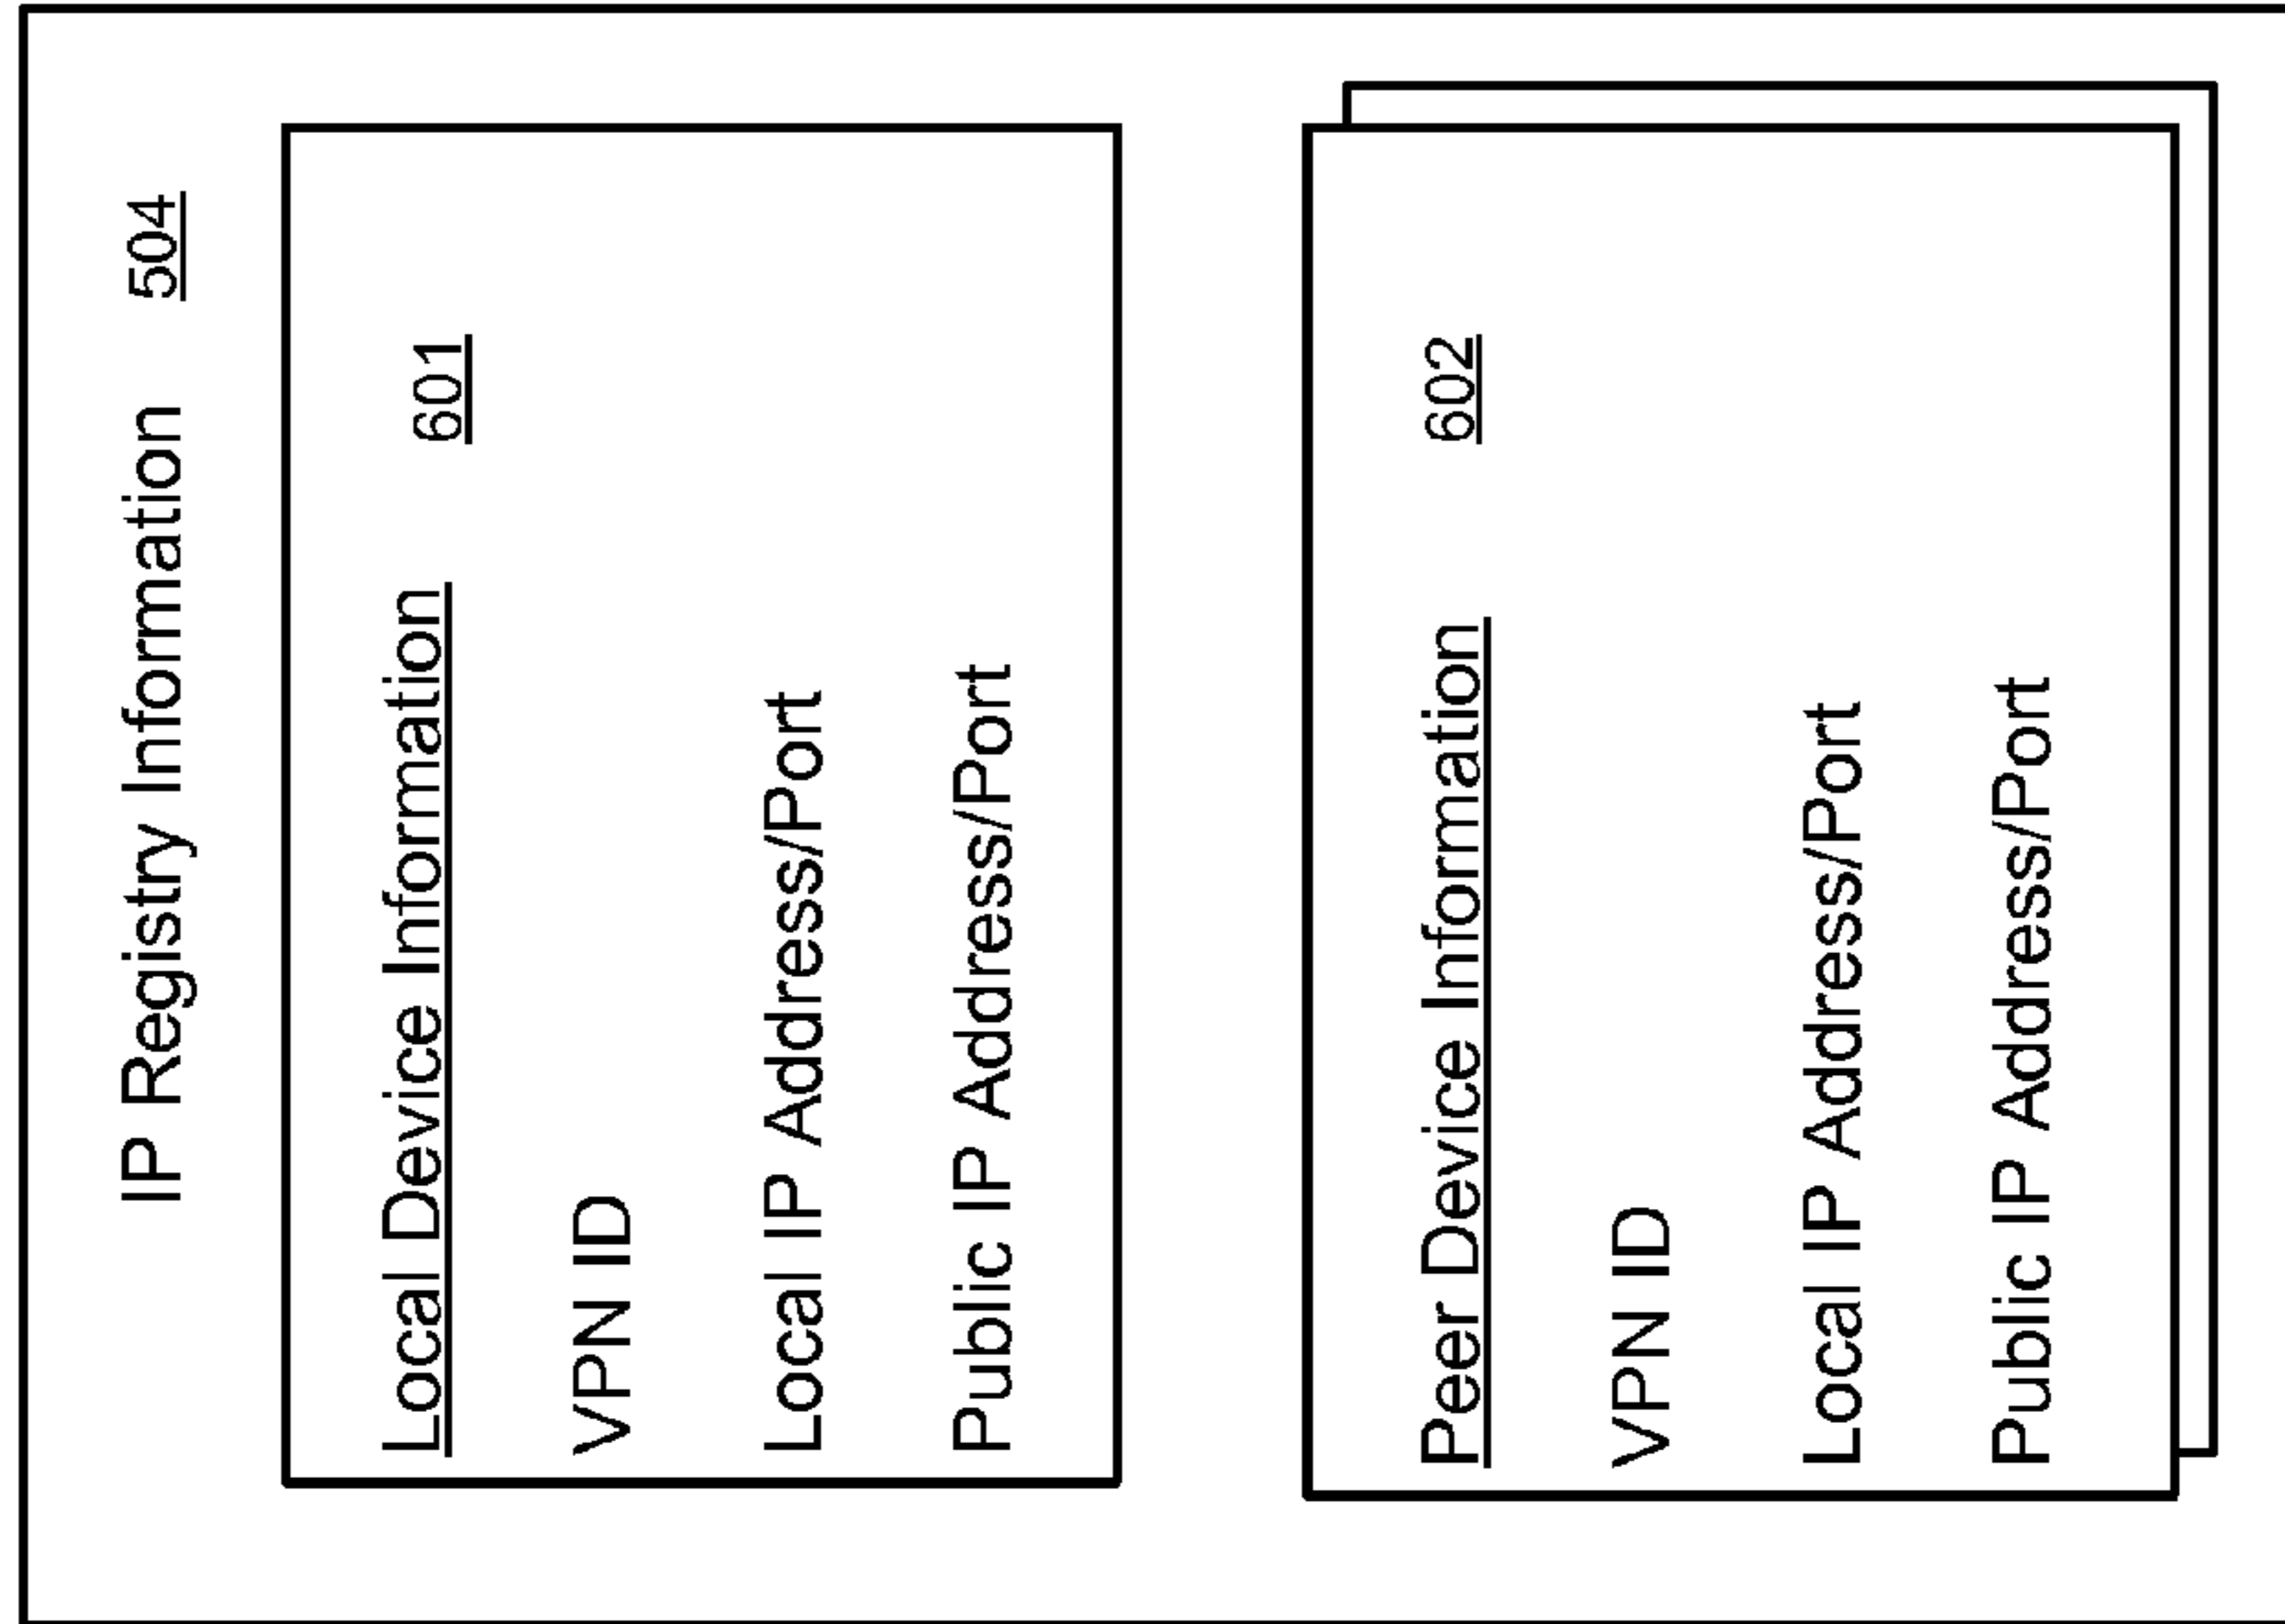 IP Registry Information 504
Local Device Information 601
VPN ID
Local IP Address/Port
Public IP Address/Port
Peer Device Information 602
VPN ID
Local IP Address/Port
Public IP Address/Port